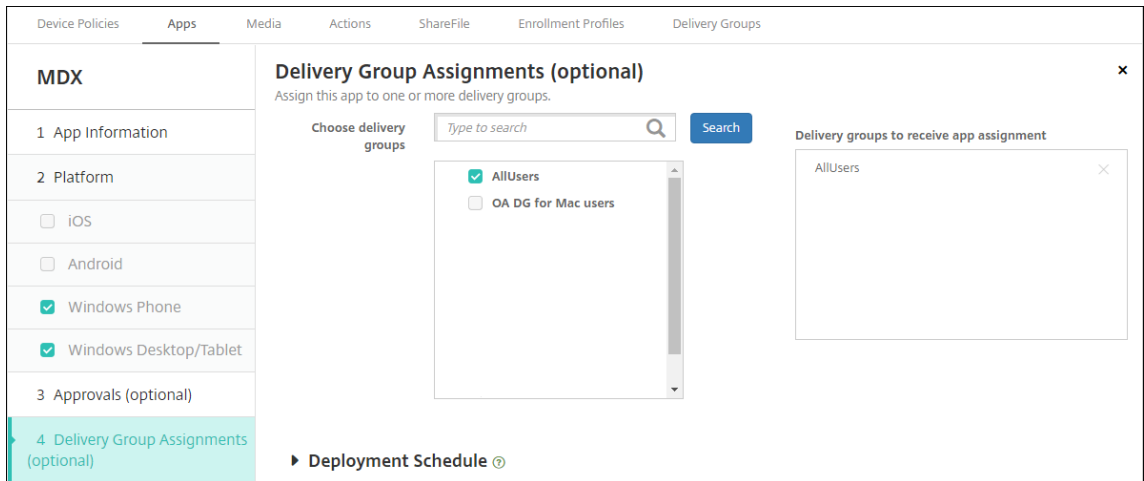 Device Policies Apps Media Actions ShareFile Enrollment Profiles Delivery Groups
MDX
1 App Information
2 Platform
iOS
Android
Windows Phone
Windows Desktop/Tablet
3 Approvals (optional)
4 Delivery Group Assignments
(optional)
Delivery Group Assignments (optional)
Assign this app to one or more delivery groups.
Choose delivery
groups
Type to search
Search
AllUsers
OA DG for Mac users
Delivery groups to receive app assignment
AllUsers
Deployment Schedule